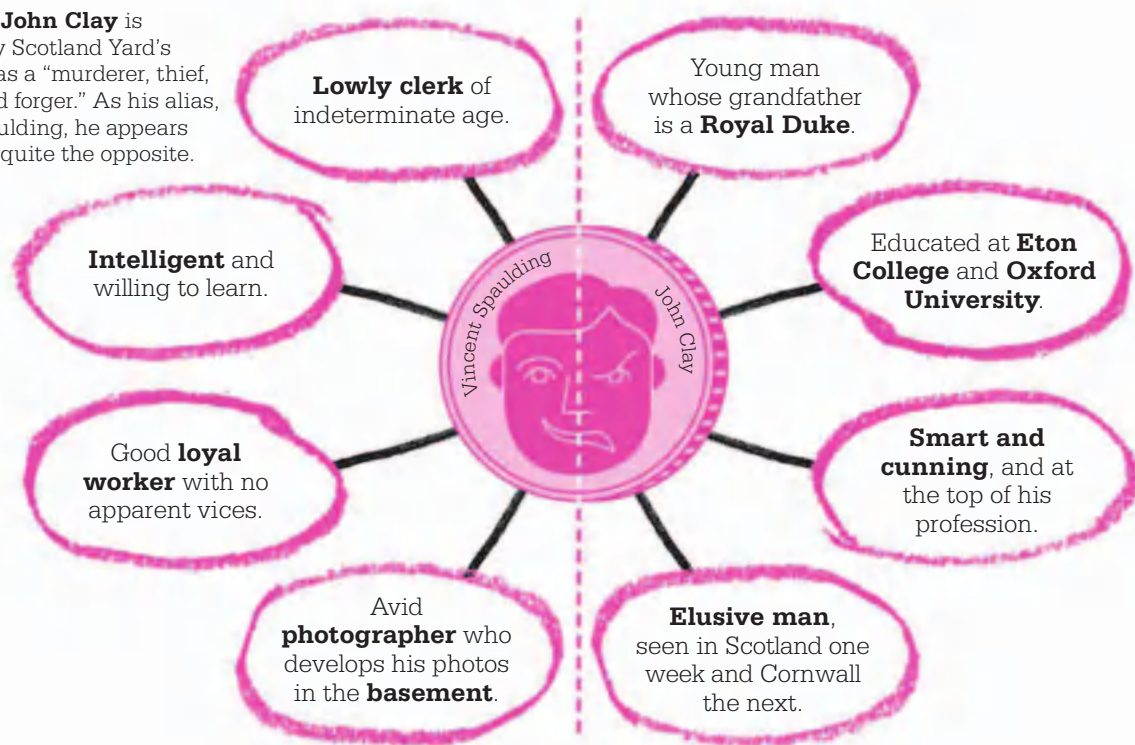 John Clay is
Scotland Yard's
as a “murderer, thief,
forger.” As his alias,
he appears
quite the opposite.
Lowly clerk of
indeterminate age.
Young man
whose grandfather
is a Royal Duke.
Intelligent and
willing to learn.
Educated at Eton
College and Oxford
University.
Vincent Spaulding
John Clay
Good loyal
worker with no
apparent vices.
Smart and
cunning, and at
the top of his
profession.
Avid
photographer who
develops his photos
in the basement.
Elusive man,
seen in Scotland one
week and Cornwall
the next.